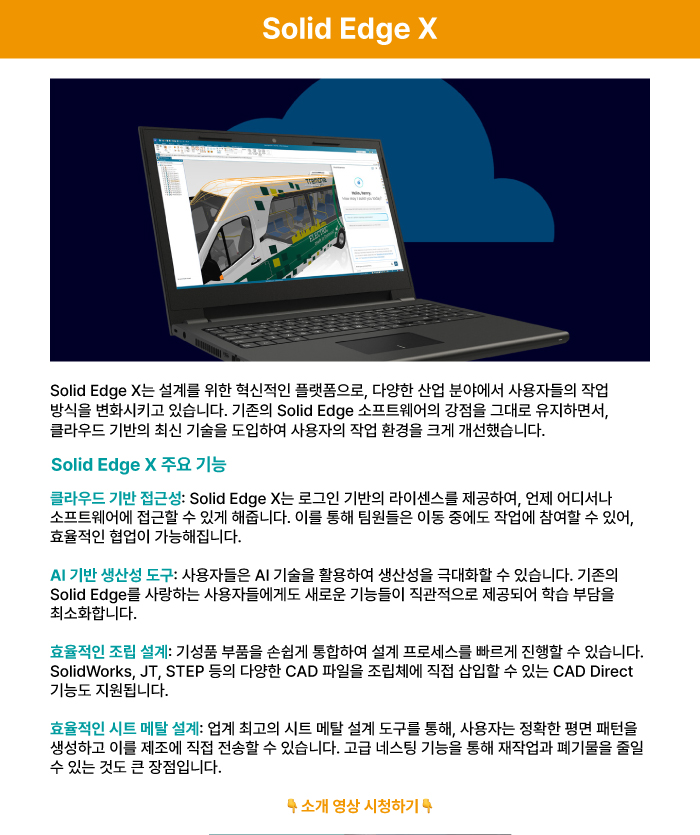 Solid Edge X
Transpire
Hello, Henry.
How may I assist you today?
ELECTRIC
Solid Edge X는 설계를 위한 혁신적인 플랫폼으로, 다양한 산업 분야에서 사용자들의 작업
방식을 변화시키고 있습니다. 기존의 Solid Edge 소프트웨어의 강점을 그대로 유지하면서,
클라우드 기반의 최신 기술을 도입하여 사용자의 작업 환경을 크게 개선했습니다.
Solid Edge X 주요 기능
클라우드 기반 접근성: Solid Edge X는 로그인 기반의 라이센스를 제공하여, 언제 어디서나
소프트웨어에 접근할 수 있게 해줍니다. 이를 통해 팀원들은 이동 중에도 작업에 참여할 수 있어,
효율적인 협업이 가능해집니다.
AI 기반 생산성 도구: 사용자들은 AI 기술을 활용하여 생산성을 극대화할 수 있습니다. 기존의
Solid Edge를 사랑하는 사용자들에게도 새로운 기능들이 직관적으로 제공되어 학습 부담을
최소화합니다.
효율적인 조립 설계: 기성품 부품을 손쉽게 통합하여 설계 프로세스를 빠르게 진행할 수 있습니다.
SolidWorks, JT, STEP 등의 다양한 CAD 파일을 조립체에 직접 삽입할 수 있는 CAD Direct
기능도 지원됩니다.
효율적인 시트 메탈 설계: 업계 최고의 시트 메탈 설계 도구를 통해, 사용자는 정확한 평면 패턴을
생성하고 이를 제조에 직접 전송할 수 있습니다. 고급 네스팅 기능을 통해 재작업과 폐기물을 줄일
수 있는 것도 큰 장점입니다.
👇소개 영상 시청하기👇